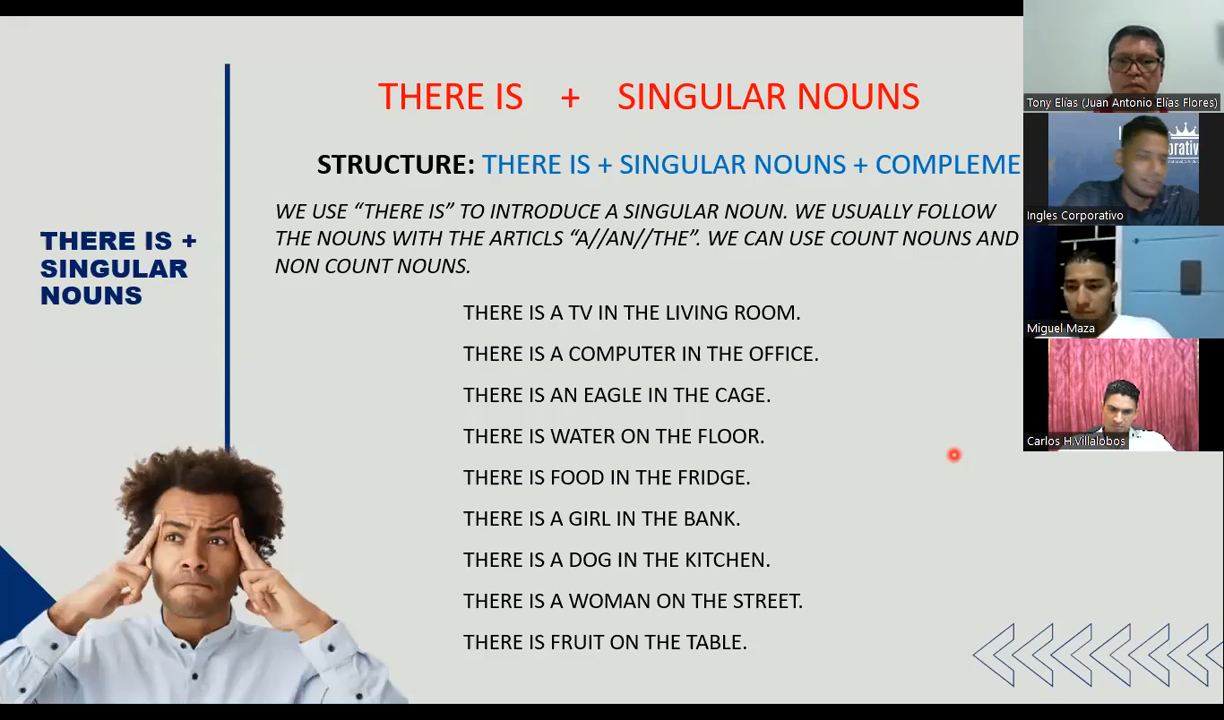 THERE IS + SINGULAR NOUNS
STRUCTURE: THERE IS + SINGULAR NOUNS + COMPLEME
WE USE “THERE IS” TO INTRODUCE A SINGULAR NOUN. WE USUALLY FOLLOW
THE NOUNS WITH THE ARTICLS “A//AN//THE”. WE CAN USE COUNT NOUNS AND
NON COUNT NOUNS.
THERE IS +
SINGULAR
NOUNS
THERE IS A TV IN THE LIVING ROOM.
THERE IS A COMPUTER IN THE OFFICE.
THERE IS AN EAGLE IN THE CAGE.
THERE IS WATER ON THE FLOOR.
THERE IS FOOD IN THE FRIDGE.
THERE IS A GIRL IN THE BANK.
THERE IS A DOG IN THE KITCHEN.
THERE IS A WOMAN ON THE STREET.
THERE IS FRUIT ON THE TABLE.
Tony Elías (Juan Antonio Elías Flores)
Ingles Corporativo
Miguel Maza
Carlos H.Villalobos